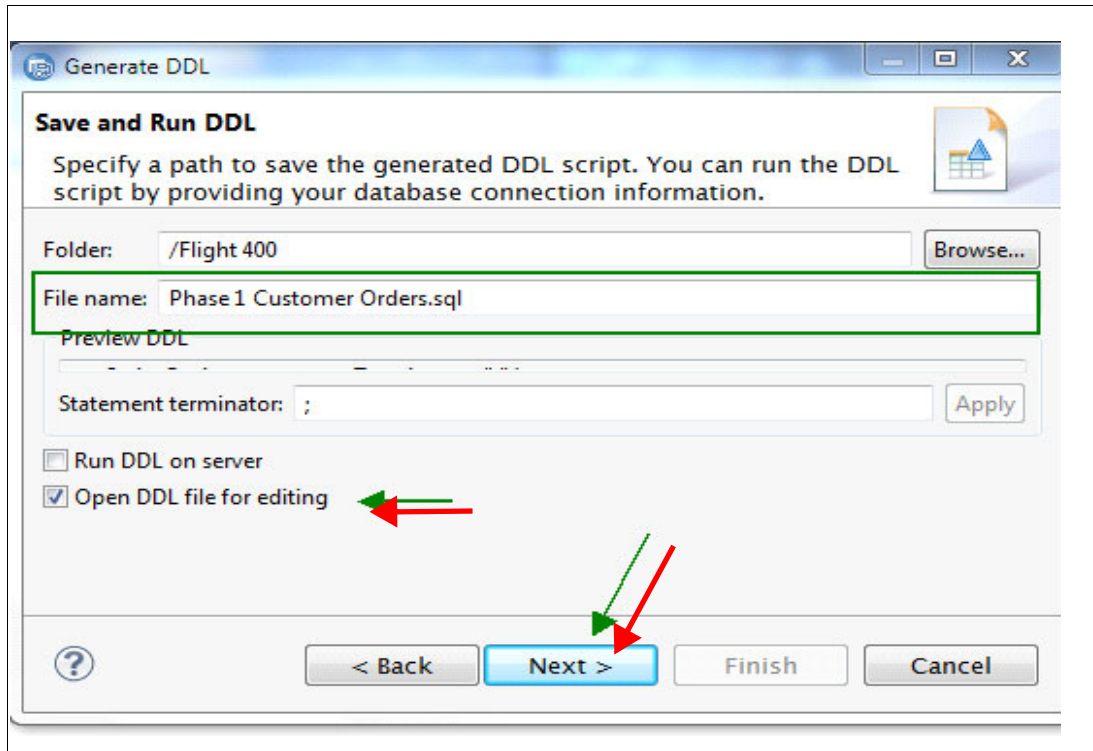 Generate DDL
Save and Run DDL
Specify a path to save the generated DDL script. You can run the DDL
script by providing your database connection information.
Folder: /Flight 400 Browse...
File name: Phase 1 Customer Orders.sql
Preview DDL
Statement terminator: ; Apply
Run DDL on server
Open DDL file for editing
? < Back Next > Finish Cancel